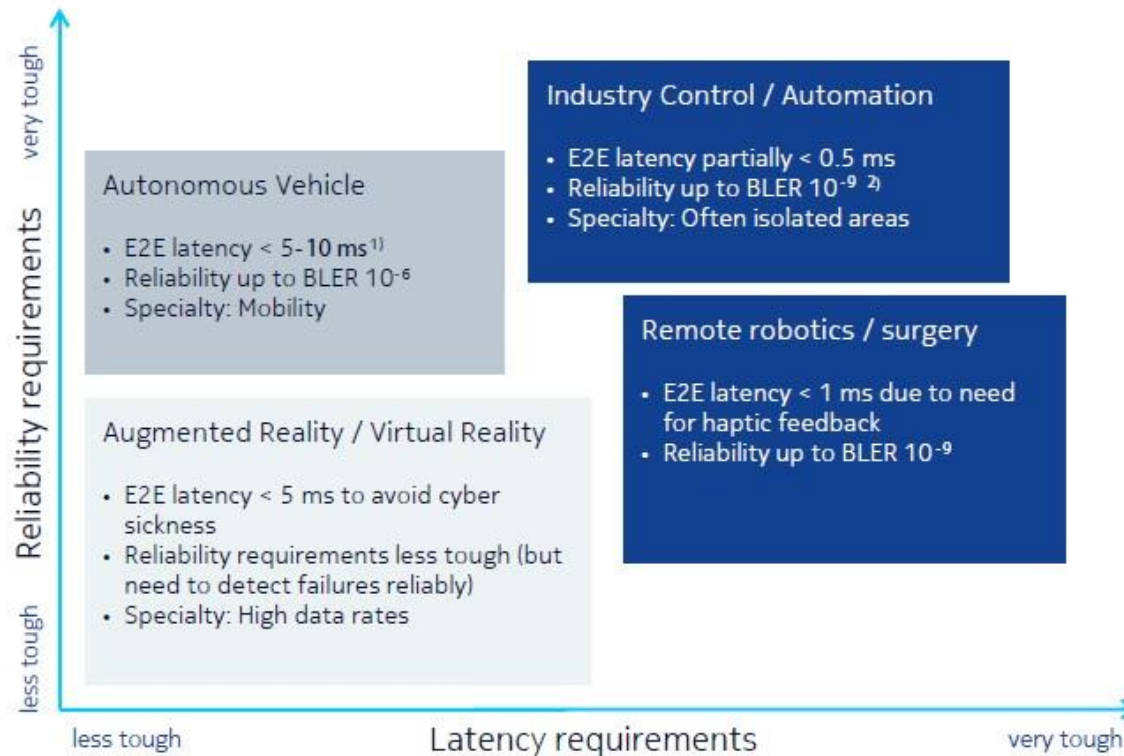 very tough
Reliability requirements
less tough
Industry Control / Automation
• E2E latency partially < 0.5 ms
• Reliability up to BLER 10⁻⁹ ²⁾
• Specialty: Often isolated areas
Autonomous Vehicle
• E2E latency < 5-10 ms¹⁾
• Reliability up to BLER 10⁻⁶
• Specialty: Mobility
Remote robotics / surgery
• E2E latency < 1 ms due to need
for haptic feedback
• Reliability up to BLER 10⁻⁹
Augmented Reality / Virtual Reality
• E2E latency < 5 ms to avoid cyber
sickness
• Reliability requirements less tough (but
need to detect failures reliably)
• Specialty: High data rates
less tough
Latency requirements
very tough